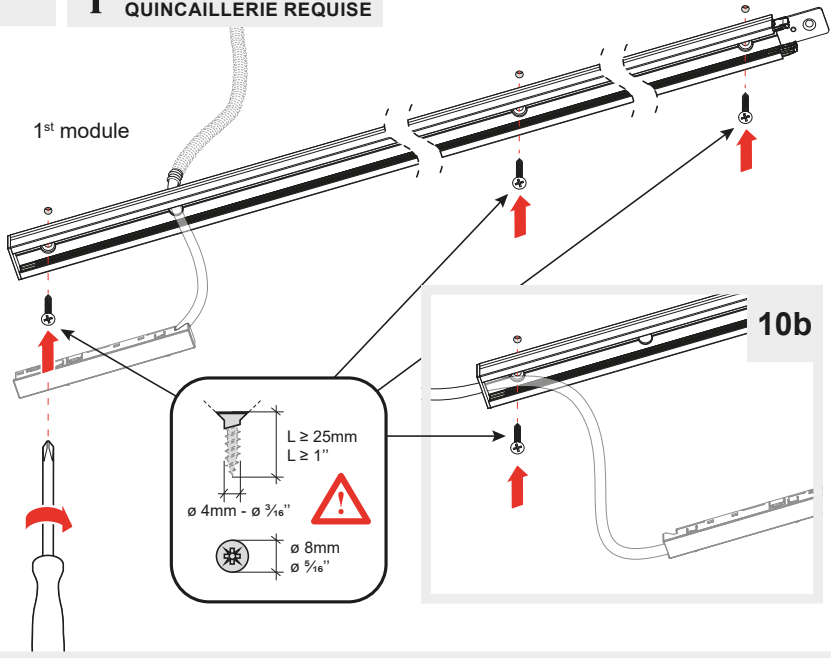 QUINCAILLERIE REQUISE
1st module
10b
L ≥ 25mm
L ≥ 1’’
ø 4mm - ø 3⁄16’’
ø 8mm
ø 5⁄16’’